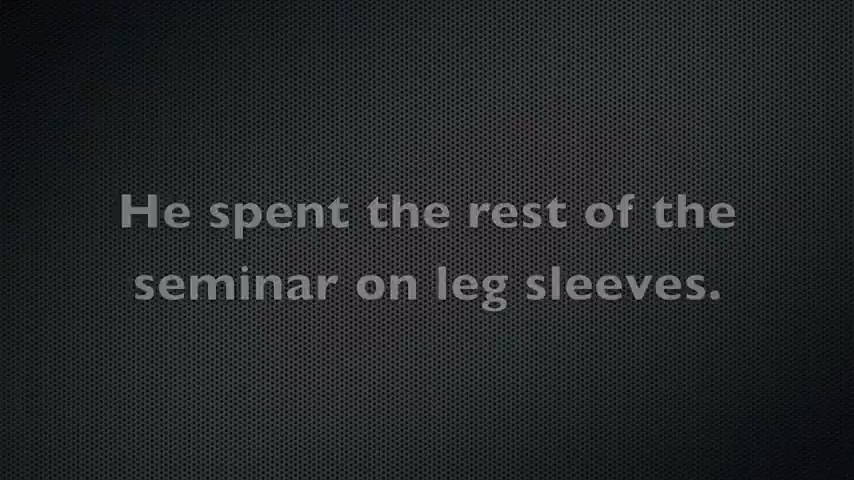 He spent the rest of the
seminar on leg sleeves.